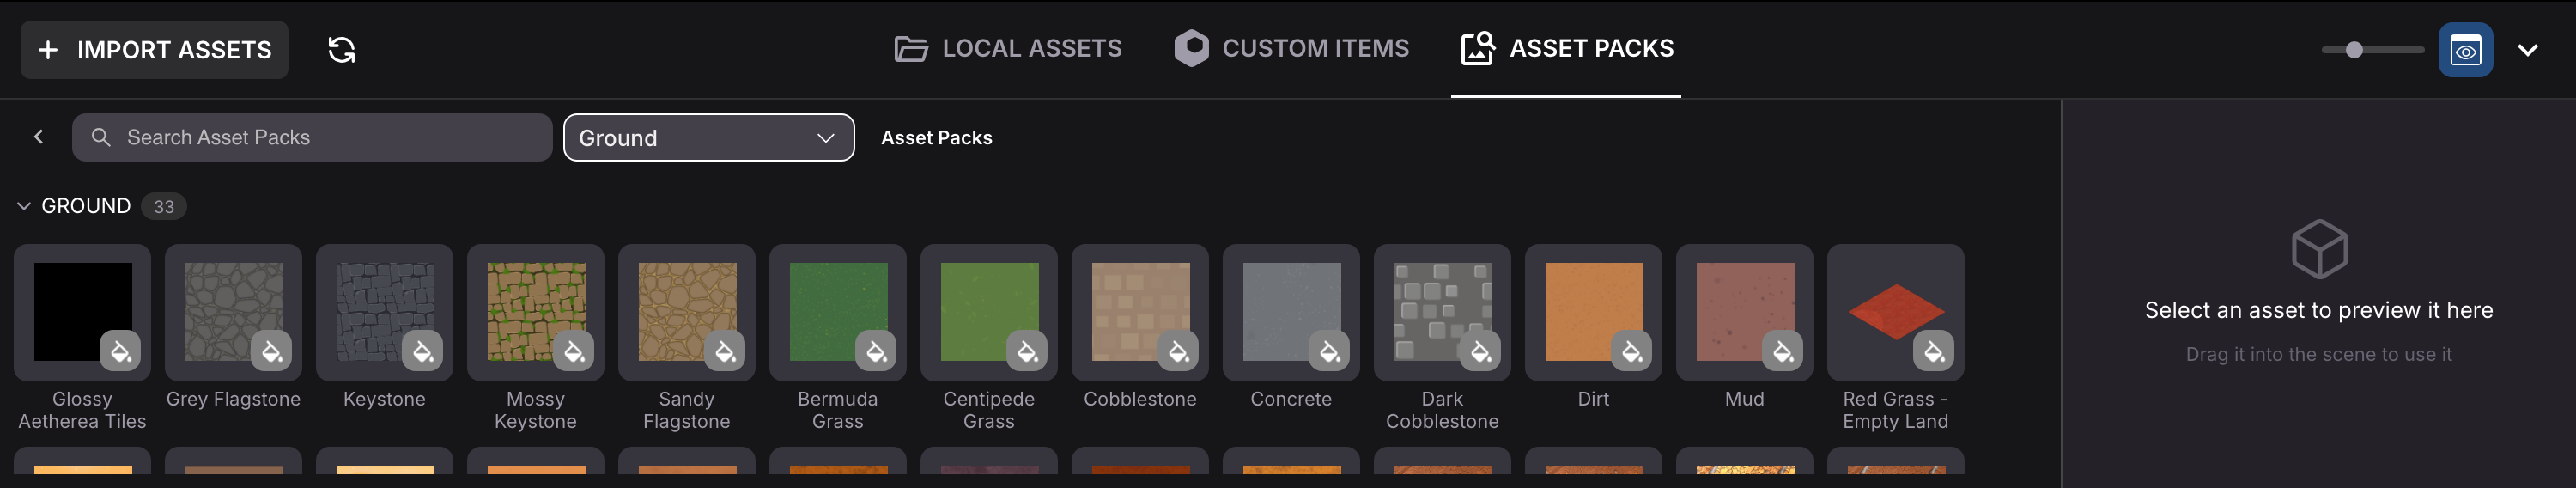 IMPORT ASSETS
LOCAL ASSETS
CUSTOM ITEMS
ASSET PACKS
Search Asset Packs
Ground
Asset Packs
GROUND 33
Glossy Aetherea Tiles
Grey Flagstone
Keystone
Mossy Keystone
Sandy Flagstone
Bermuda Grass
Centipede Grass
Cobblestone
Concrete
Dark Cobblestone
Dirt
Mud
Red Grass - Empty Land
Select an asset to preview it here
Drag it into the scene to use it